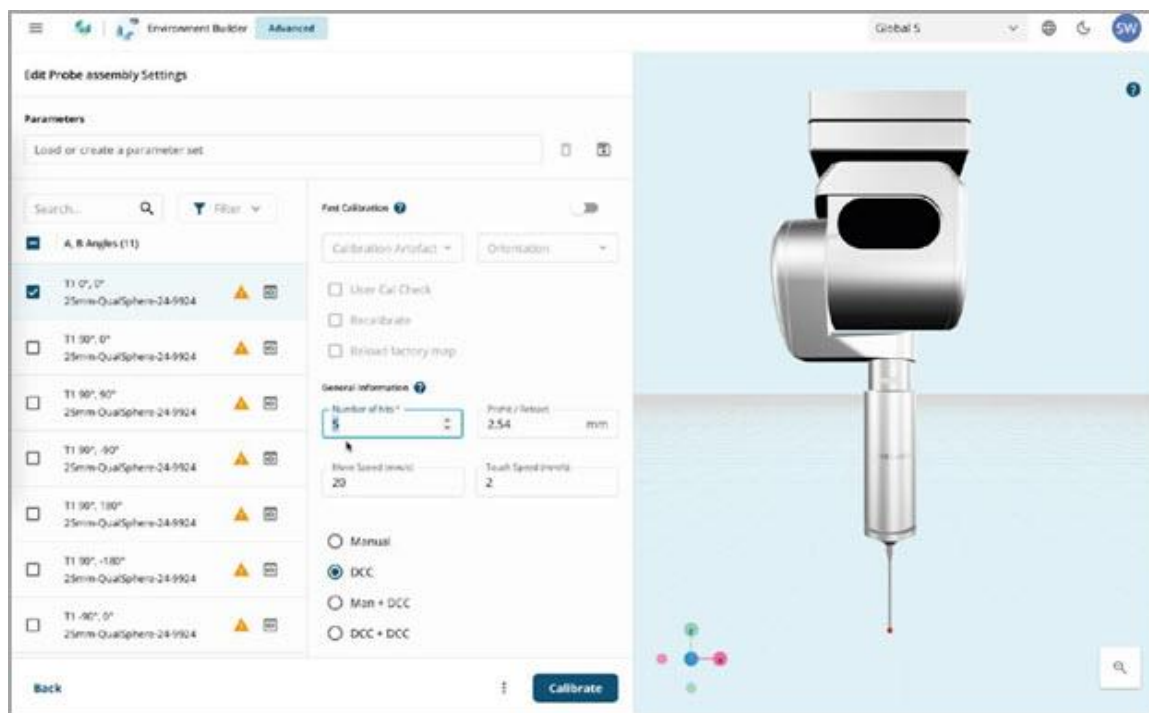 Environment Builder
Advanced
Global S
SW
Edit Probe assembly Settings
Parameters
Load or create a parameter set
Search...
Filter
A, B Angles (11)
T1 0°, 0°
25mm-QualSphere-24-9924
T1 90°, 0°
25mm-QualSphere-24-9924
T1 90°, 90°
25mm-QualSphere-24-9924
T1 90°, -90°
25mm-QualSphere-24-9924
T1 90°, 180°
25mm-QualSphere-24-9924
T1 90°, -180°
25mm-QualSphere-24-9924
T1 -90°, 0°
25mm-QualSphere-24-9924
Fast Calibration ?
Calibration Artefact
Orientation
User Cal Check
Recalibrate
Reload factory map
General Information ?
Number of hits *
5
Prehit / Retract
2.54 mm
Move Speed (mm/s)
20
Touch Speed (mm/s)
2
Manual
DCC
Man + DCC
DCC + DCC
Back
Calibrate
?